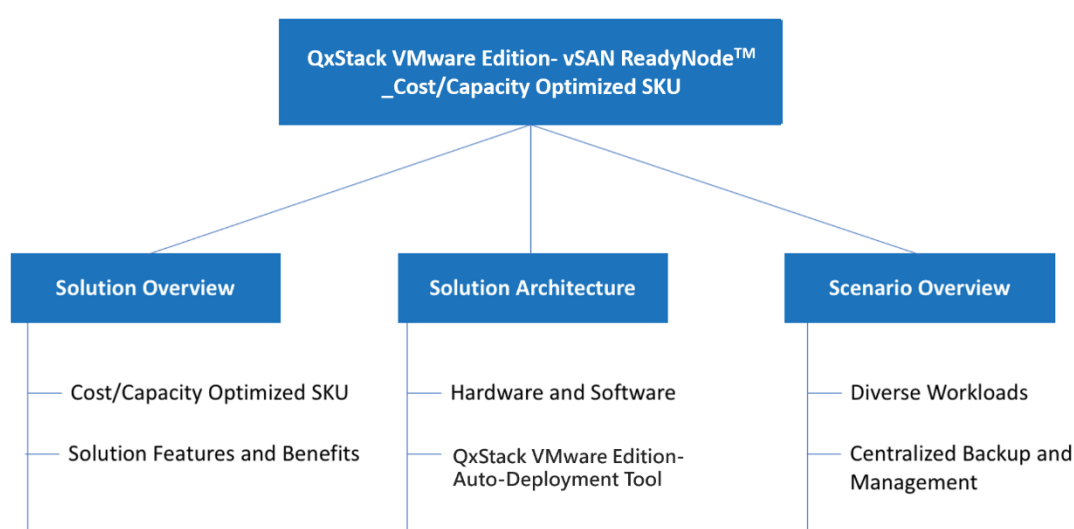 QxStack VMware Edition- vSAN ReadyNode™
_Cost/Capacity Optimized SKU
Solution Overview
Cost/Capacity Optimized SKU
Solution Features and Benefits
Solution Architecture
Hardware and Software
QxStack VMware Edition-
Auto-Deployment Tool
Scenario Overview
Diverse Workloads
Centralized Backup and
Management